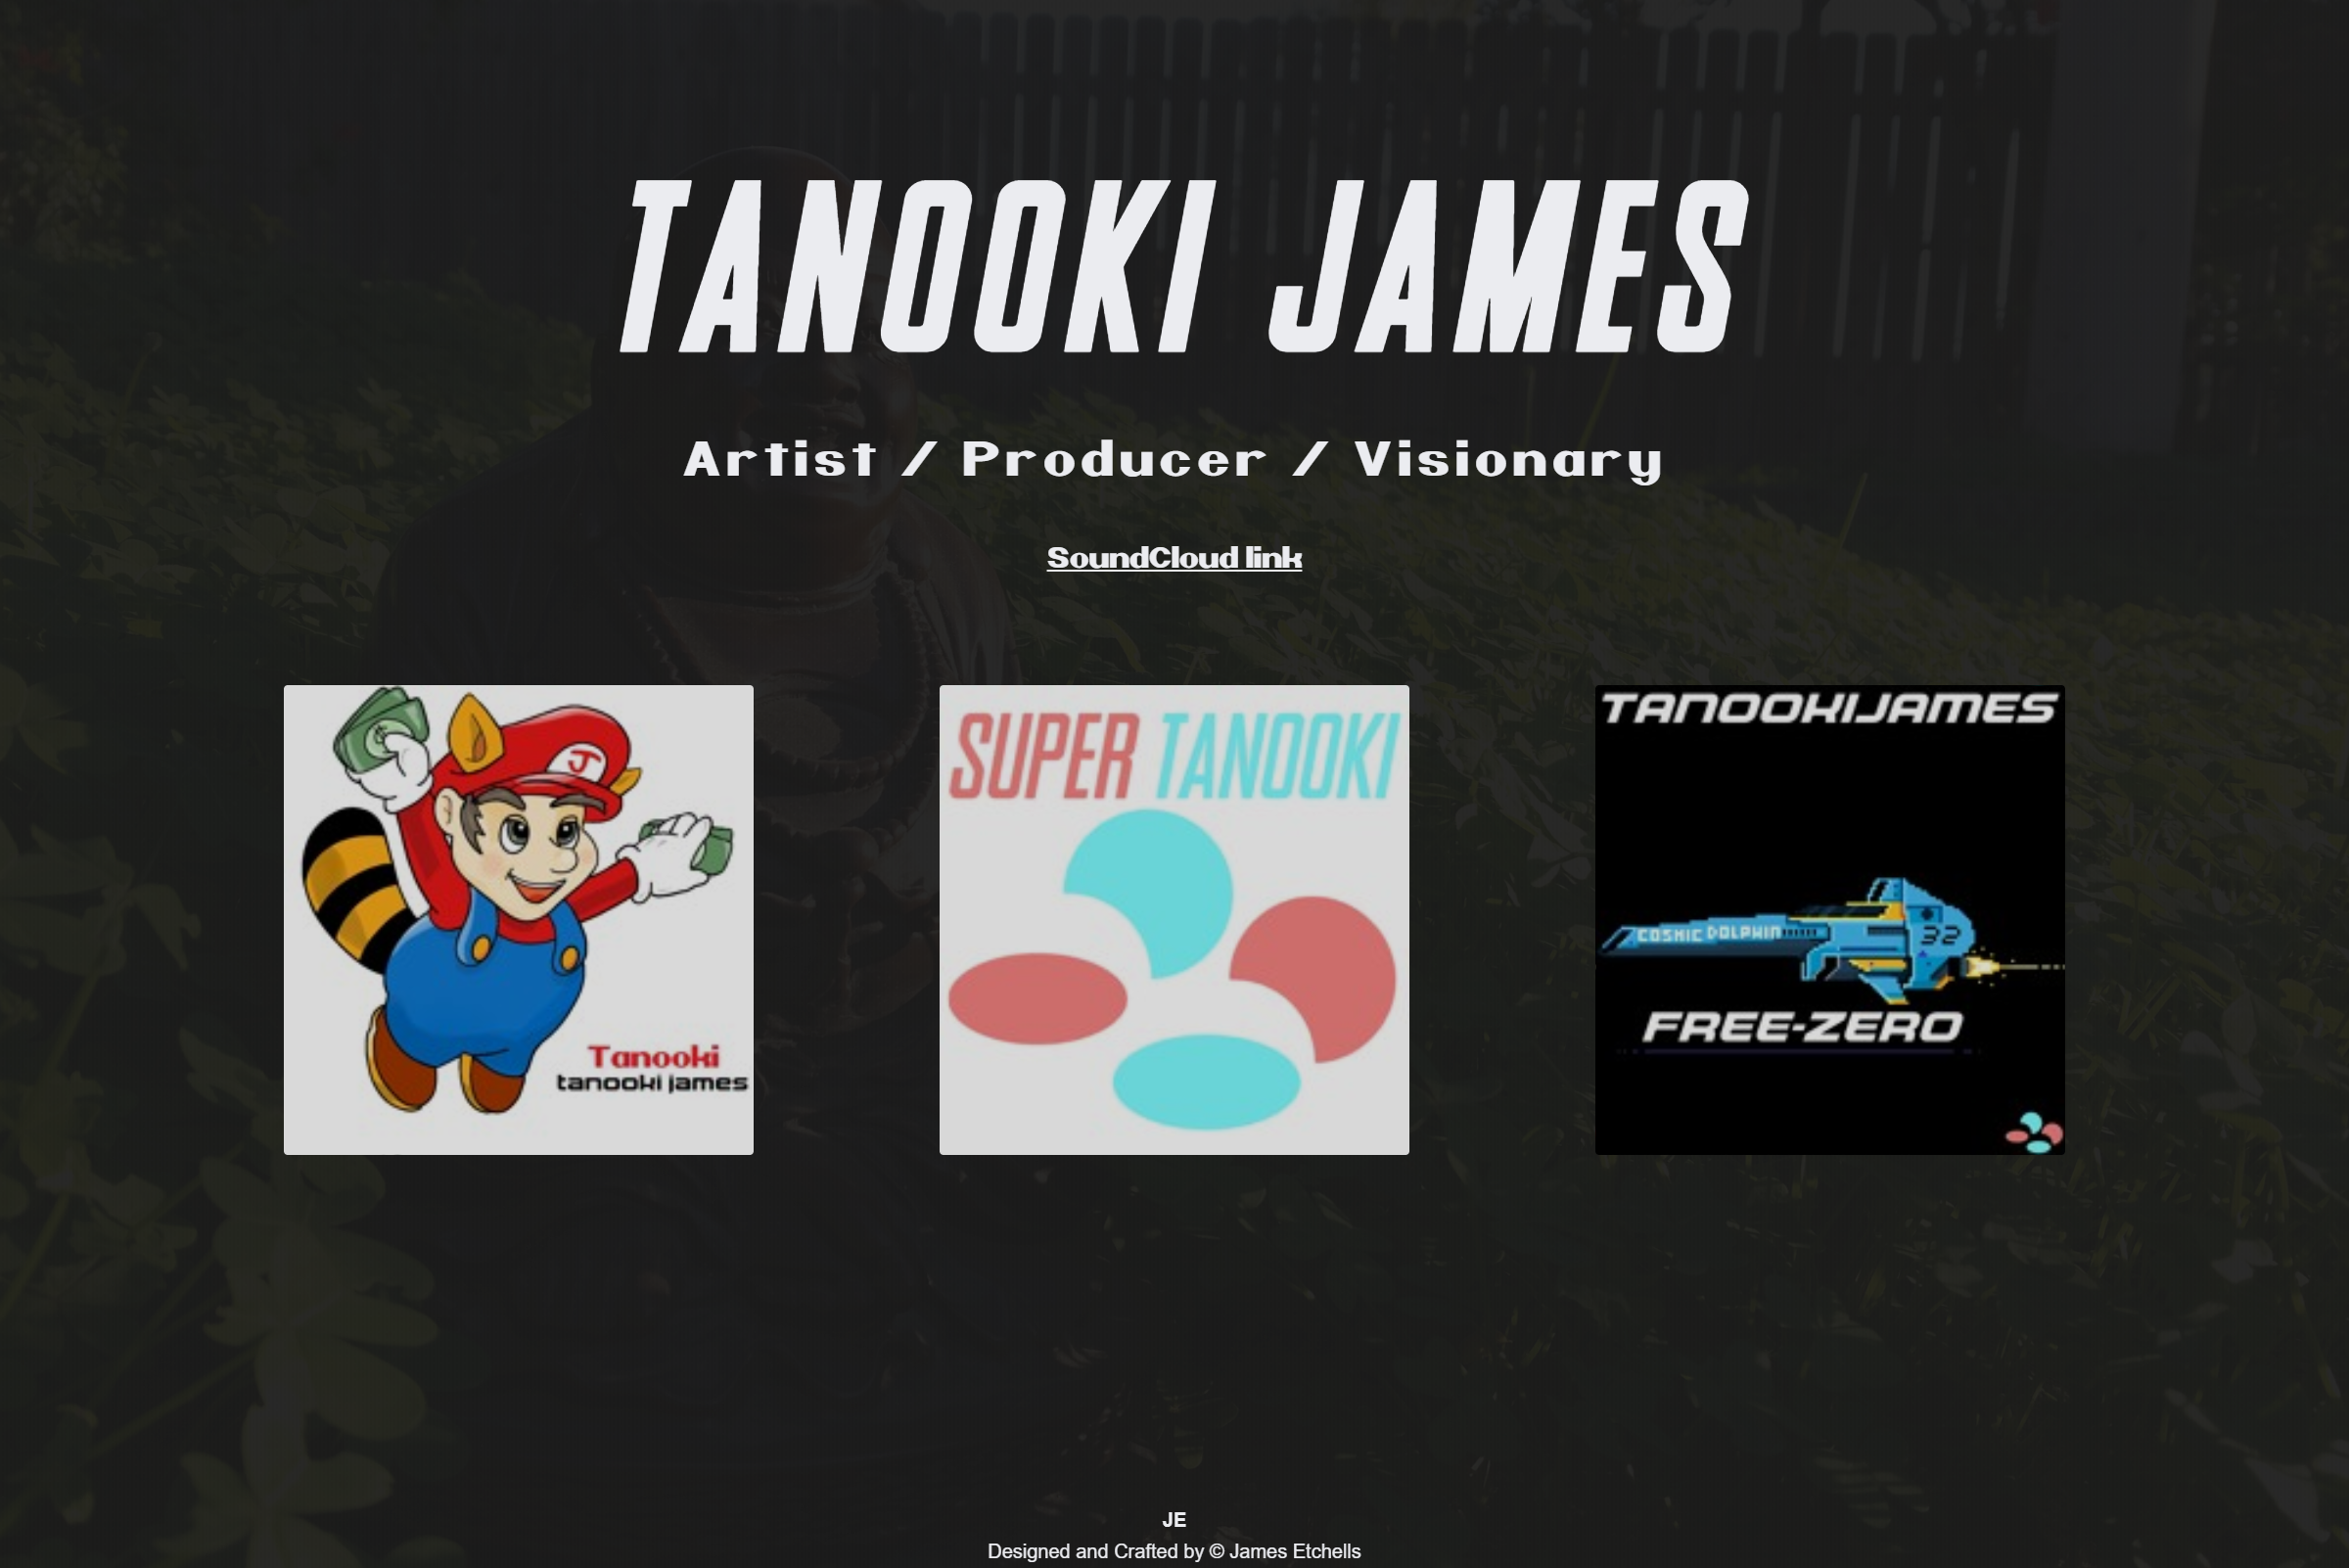 TANOOKI JAMES
Artist / Producer / Visionary
SoundCloud link
J
Tanooki
tanooki james
SUPER TANOOKI
TANOOKIJAMES
COSMIC DOLPHIN
32
FREE-ZERO
JE
Designed and Crafted by © James Etchells